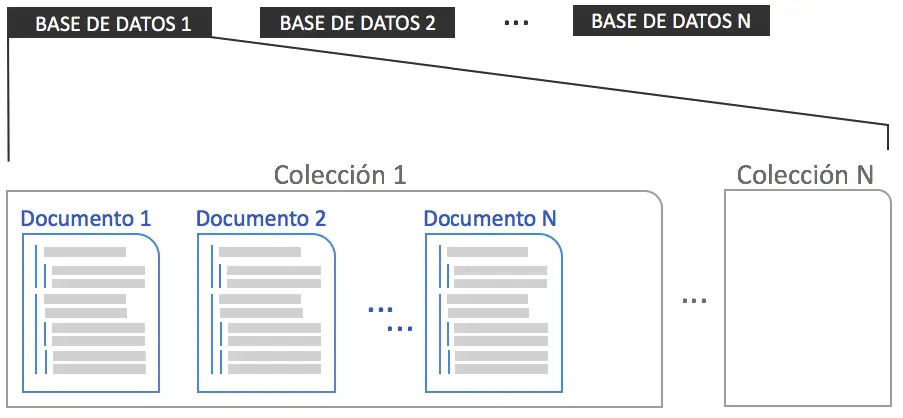 BASE DE DATOS 1 BASE DE DATOS 2 ... BASE DE DATOS N
Colección 1 Colección N
Documento 1 Documento 2 Documento N
... ... ...